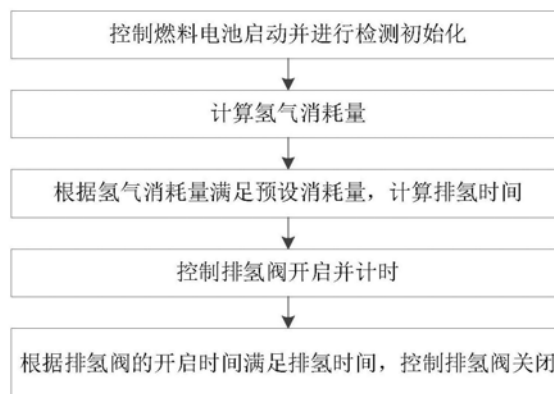 控制燃料电池启动并进行检测初始化
计算氢气消耗量
根据氢气消耗量满足预设消耗量，计算排氢时间
控制排氢阀开启并计时
根据排氢阀的开启时间满足排氢时间，控制排氢阀关闭